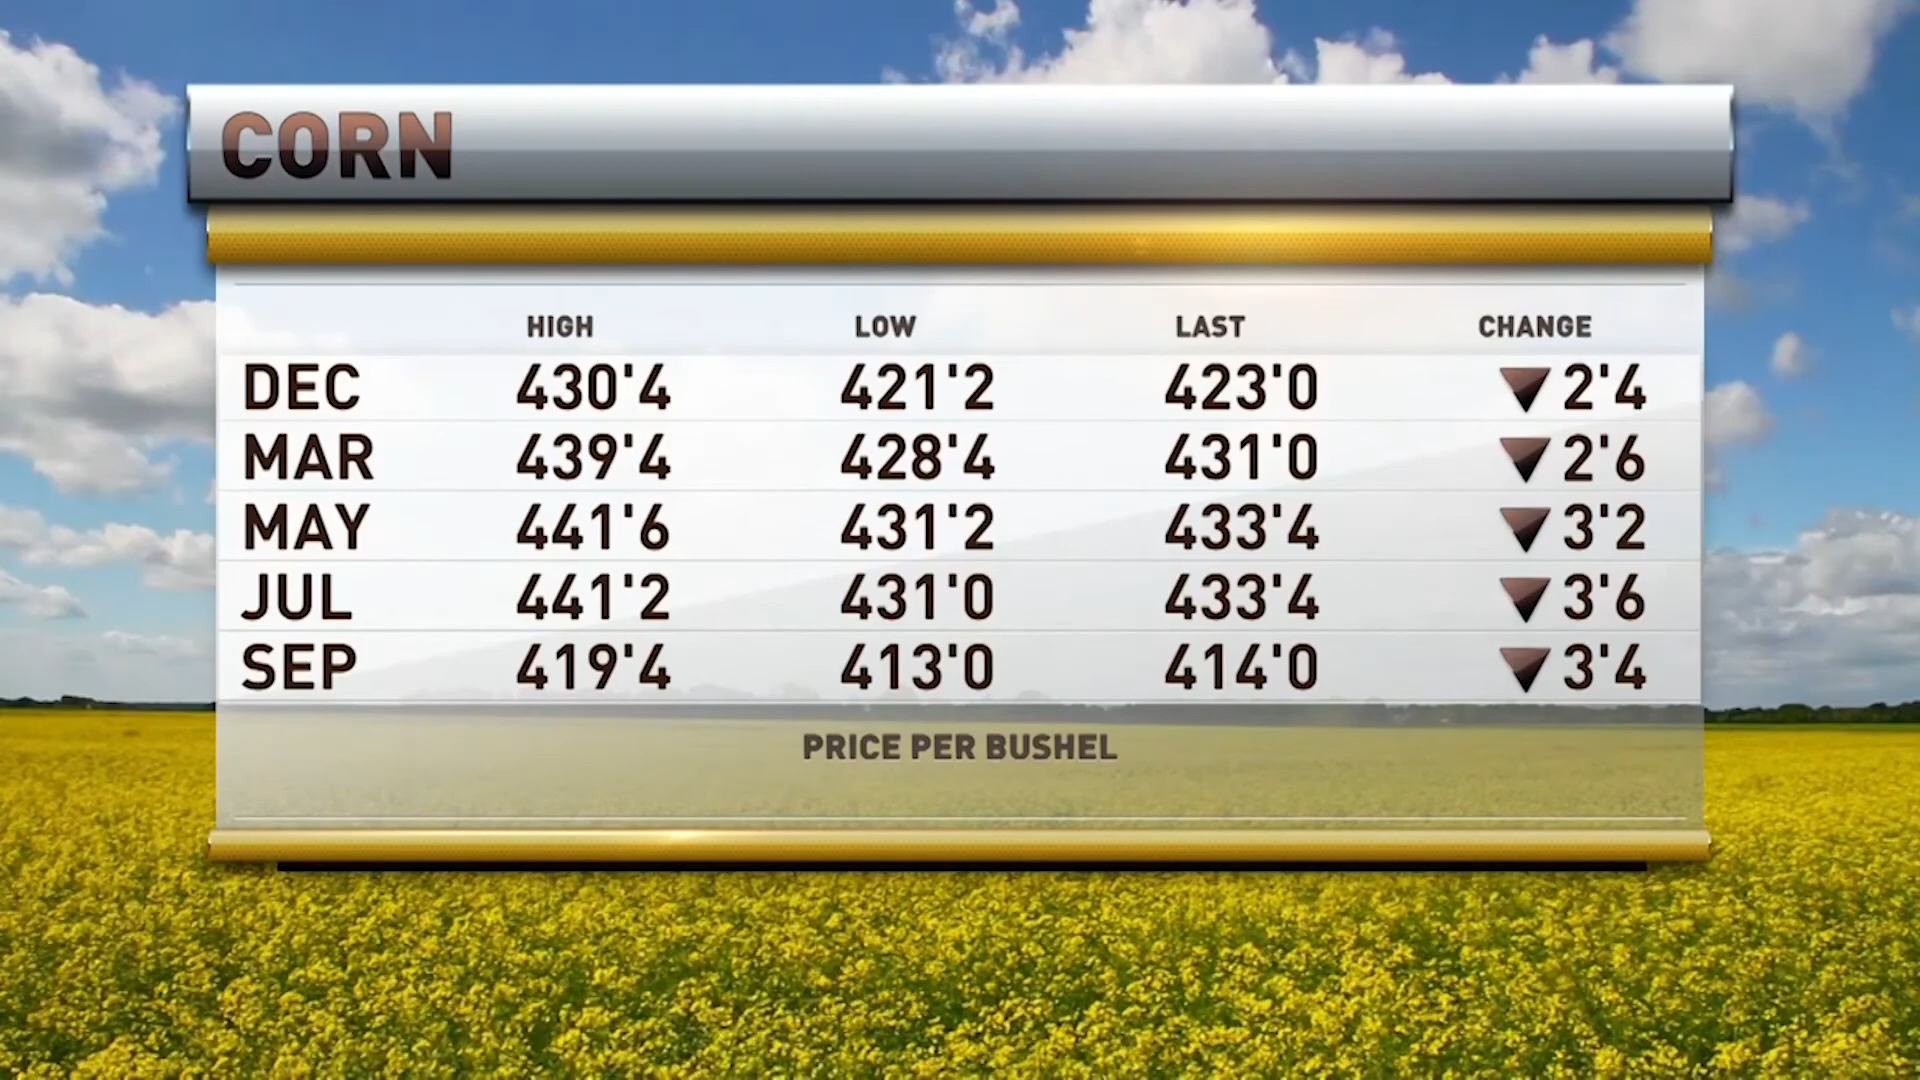 CORN
HIGH LOW LAST CHANGE
DEC 430'4 421'2 423'0 ▼ 2'4
MAR 439'4 428'4 431'0 ▼ 2'6
MAY 441'6 431'2 433'4 ▼ 3'2
JUL 441'2 431'0 433'4 ▼ 3'6
SEP 419'4 413'0 414'0 ▼ 3'4
PRICE PER BUSHEL